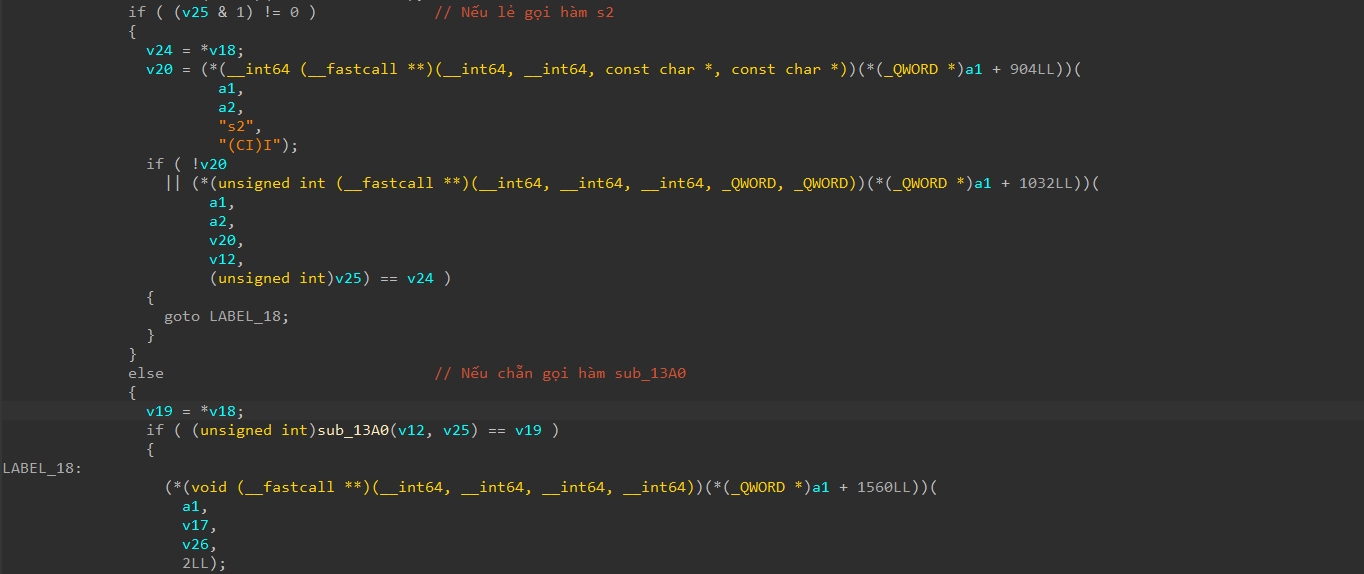 if ( (v25 & 1) != 0 ) // Nếu lẻ gọi hàm s2
{
v24 = *v18;
v20 = (*(__int64 (__fastcall **)(__int64, __int64, const char *, const char *))(*(_QWORD *)a1 + 904LL))(
a1,
a2,
"s2",
"(CI)I");
if ( !v20
|| (*(unsigned int (__fastcall **)(__int64, __int64, __int64, _QWORD, _QWORD))(*(_QWORD *)a1 + 1032LL))(
a1,
a2,
v20,
v12,
(unsigned int)v25) == v24 )
{
goto LABEL_18;
}
}
else // Nếu chẵn gọi hàm sub_13A0
{
v19 = *v18;
if ( (unsigned int)sub_13A0(v12, v25) == v19 )
{
LABEL_18:
(*(void (__fastcall **)(__int64, __int64, __int64, __int64))(*(_QWORD *)a1 + 1560LL))(
a1,
v17,
v26,
2LL);